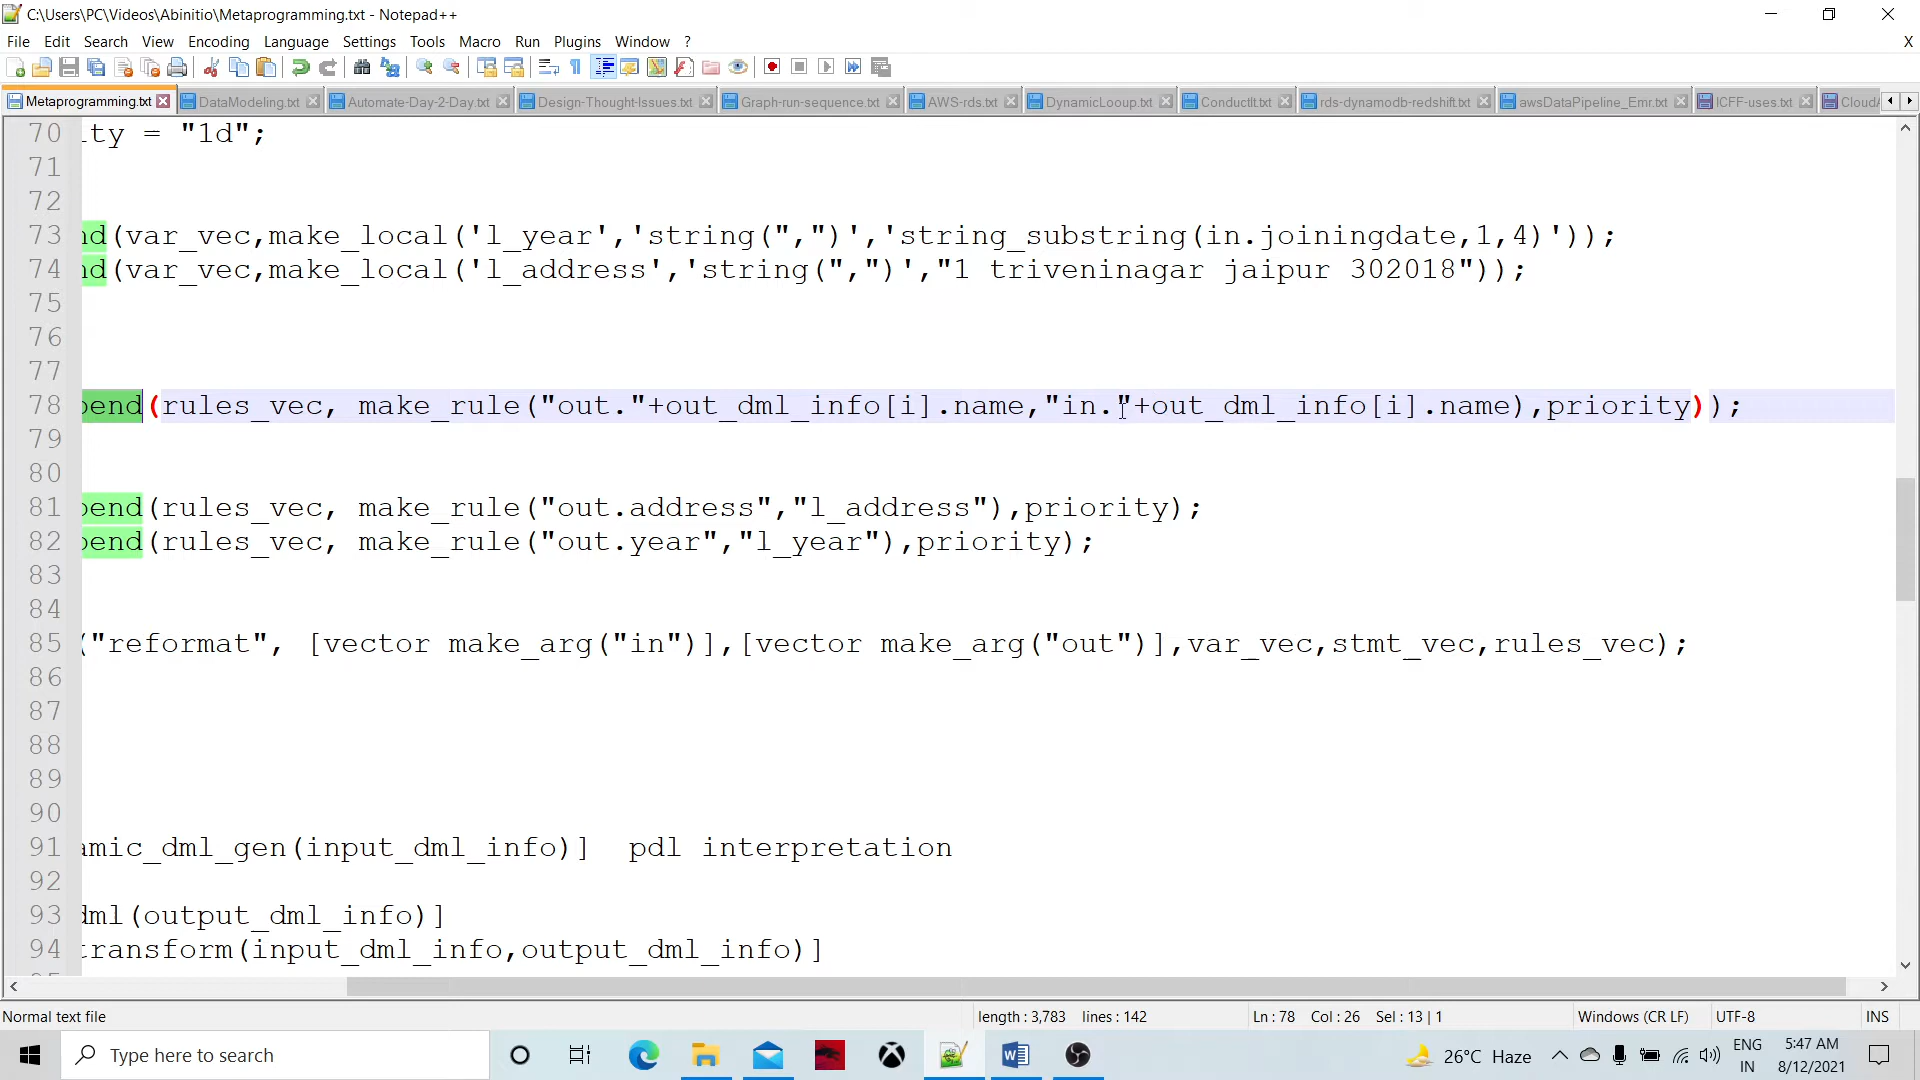 C:\Users\PC\Videos\Abinitio\Metaprogramming.txt - Notepad++
File Edit Search View Encoding Language Settings Tools Macro Run Plugins Window ? X
Metaprogramming.txt DataModeling.txt Automate-Day-2-Day.txt Design-Thought-Issues.txt Graph-run-sequence.txt AWS-rds.txt DynamicLooup.txt ConductIt.txt rds-dynamodb-redshift.txt awsDataPipeline_Emr.txt ICFF-uses.txt CloudA
70 ity = "1d";
71
72
73 nd(var_vec,make_local('l_year','string(",")','string_substring(in.joiningdate,1,4)'));
74 nd(var_vec,make_local('l_address','string(",")',"1 triveninagar jaipur 302018"));
75
76
77
78 pend(rules_vec, make_rule("out."+out_dml_info[i].name,"in."+out_dml_info[i].name),priority));
79
80
81 pend(rules_vec, make_rule("out.address","l_address"),priority);
82 pend(rules_vec, make_rule("out.year","l_year"),priority);
83
84
85 ("reformat", [vector make_arg("in")],[vector make_arg("out")],var_vec,stmt_vec,rules_vec);
86
87
88
89
90
91 amic_dml_gen(input_dml_info)]  pdl interpretation
92
93 dml(output_dml_info)]
94 transform(input_dml_info,output_dml_info)]
Normal text file length : 3,783 lines : 142 Ln : 78 Col : 26 Sel : 13 | 1 Windows (CR LF) UTF-8 INS
Type here to search 26°C Haze ENG IN 5:47 AM 8/12/2021